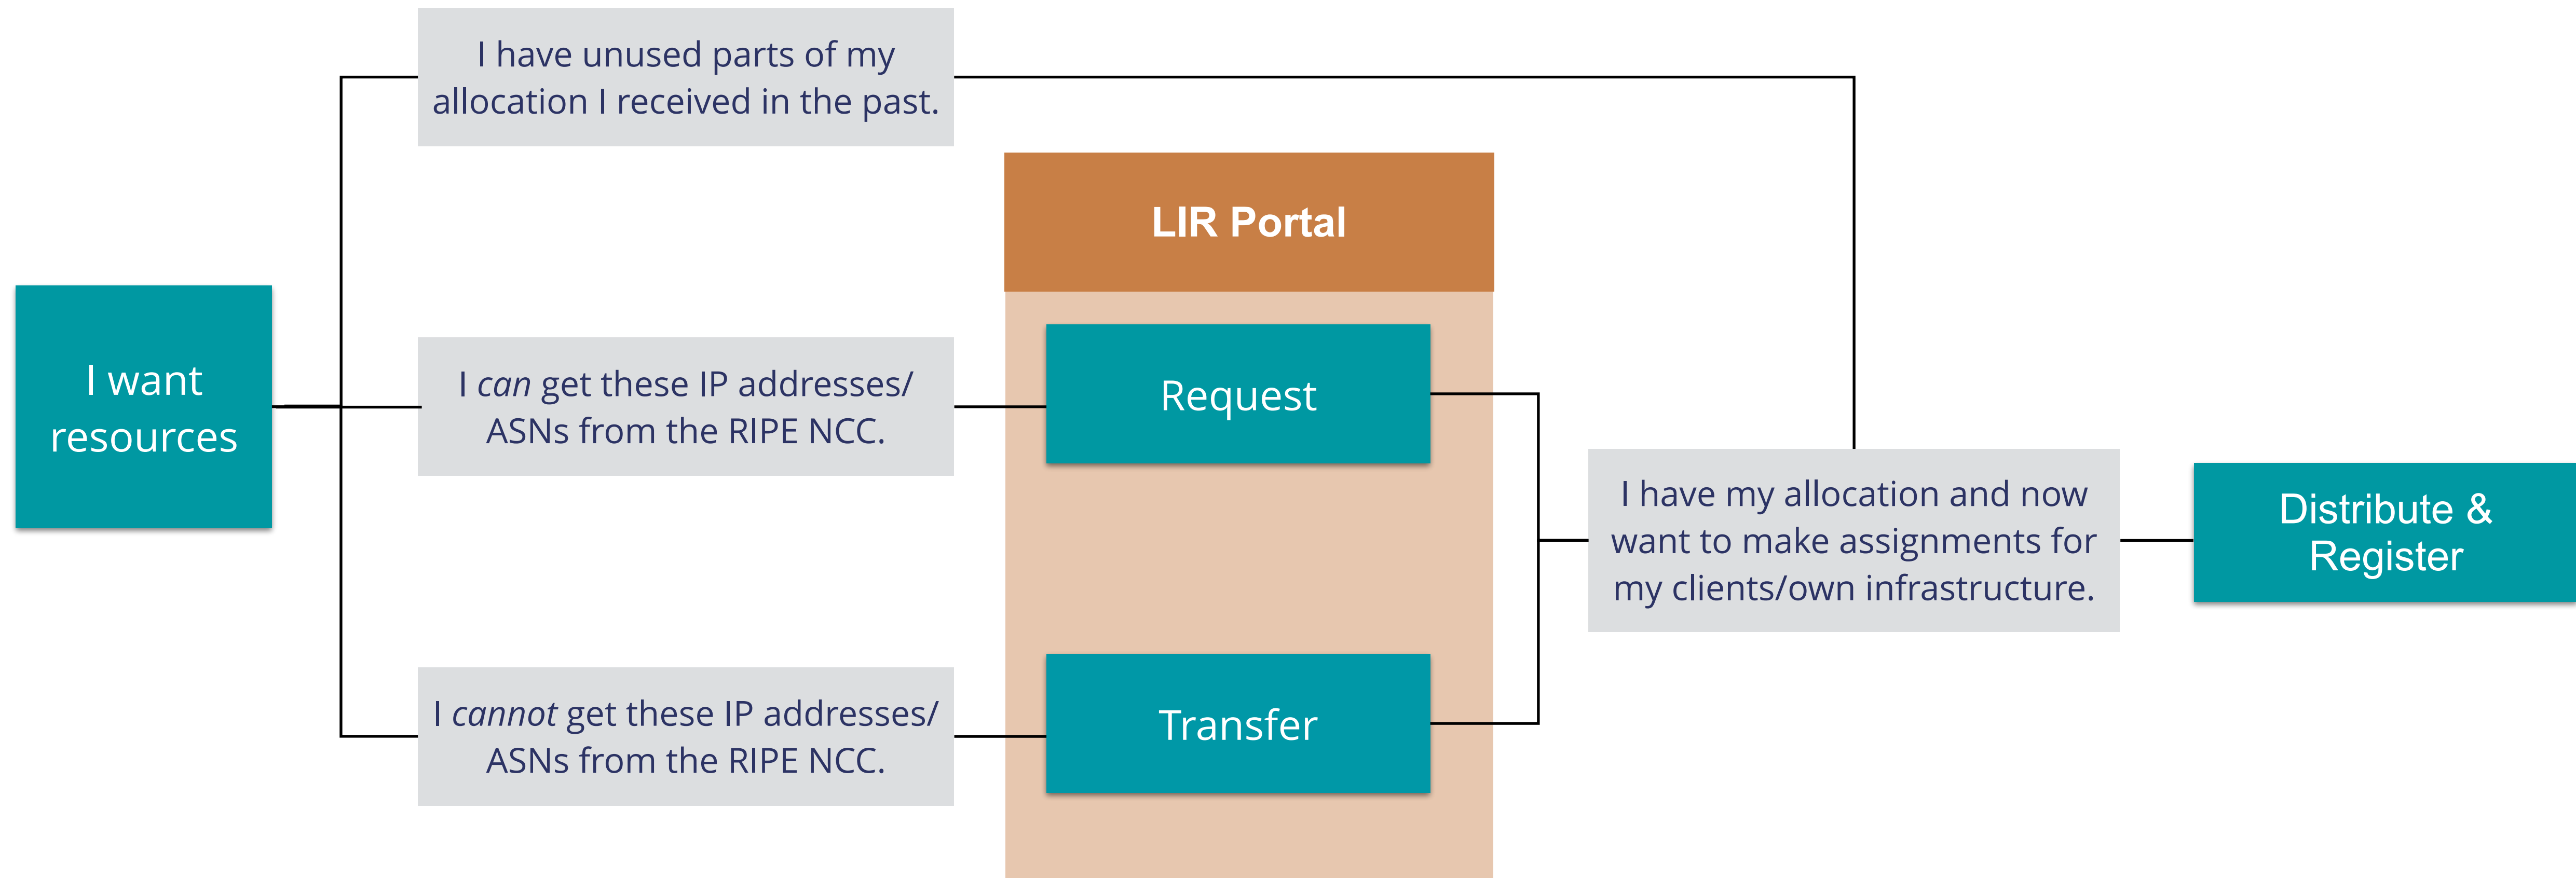 I have unused parts of my
allocation I received in the past.
LIR Portal
I want
resources
I can get these IP addresses/
ASNs from the RIPE NCC.
Request
I have my allocation and now
want to make assignments for
my clients/own infrastructure.
Distribute &
Register
I cannot get these IP addresses/
ASNs from the RIPE NCC.
Transfer